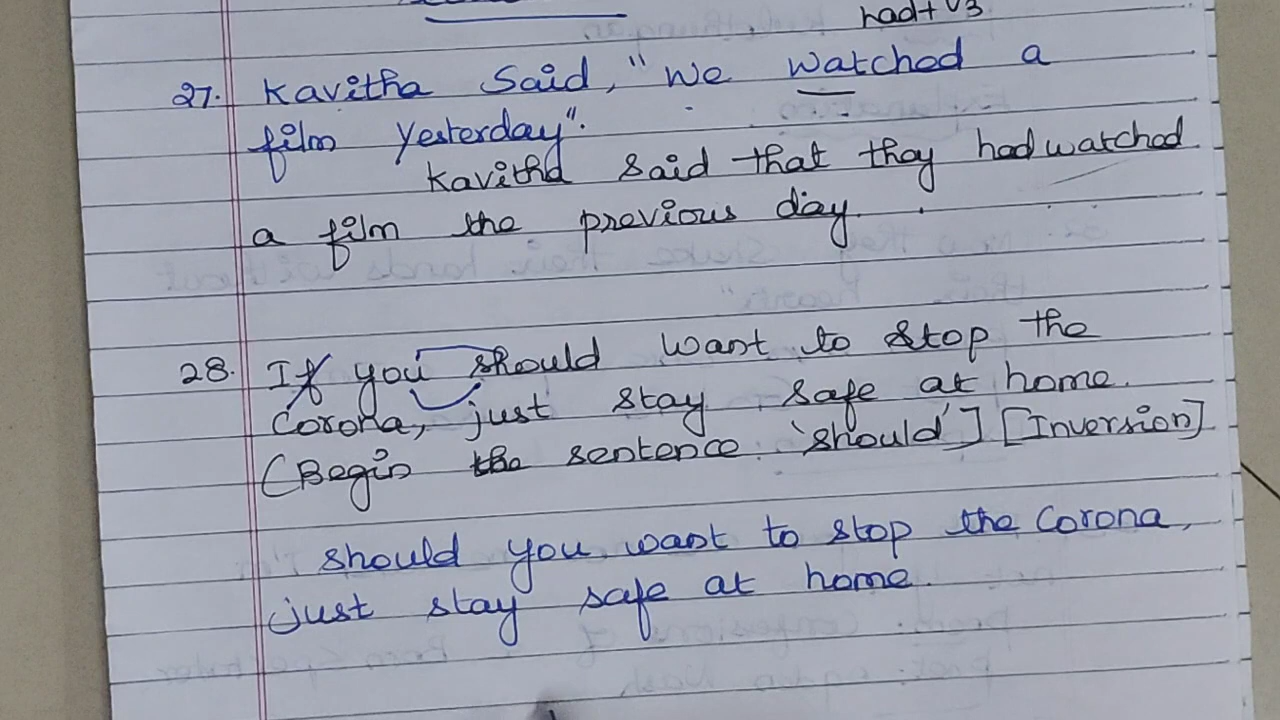 had+V3
27. Kavitha Said, "We watched a
film yesterday".
Kavitha said that they had watched
a film the previous day.
28. If you should want to stop the
Corona, just stay safe at home.
(Begin the sentence 'should'] [Inversion]
should you want to stop the Corona,
just stay safe at home.